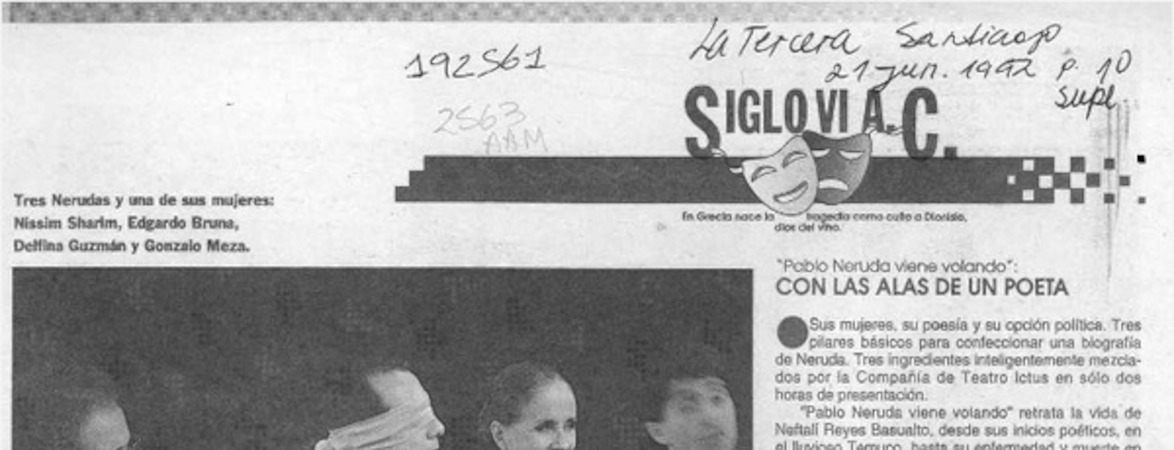 192561
La Tercera Santiago
21 jun. 1992 p. 10
Supl.
2563
AAM
SIGLO VI A.C.
En Grecia nace la tragedia como culto a Dionisio,
dios del vino.
Tres Nerudas y una de sus mujeres:
Nissim Sharim, Edgardo Bruna,
Delfina Guzmán y Gonzalo Meza.
"Pablo Neruda viene volando":
CON LAS ALAS DE UN POETA
Sus mujeres, su poesía y su opción política. Tres
pilares básicos para confeccionar una biografía
de Neruda. Tres ingredientes inteligentemente mezcla-
dos por la Compañía de Teatro Ictus en sólo dos
horas de presentación.
"Pablo Neruda viene volando" retrata la vida de
Neftalí Reyes Basualto, desde sus inicios poéticos, en
el lluvioso Temuco, hasta su enfermedad y muerte en